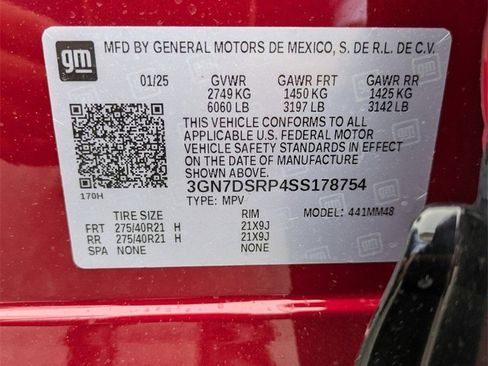 gm
MFD BY GENERAL MOTORS DE MEXICO, S. DE R.L. DE C.V.
01/25 GVWR GAWR FRT GAWR RR
2749 KG 1450 KG 1425 KG
6060 LB 3197 LB 3142 LB
THIS VEHICLE CONFORMS TO ALL
APPLICABLE U.S. FEDERAL MOTOR
VEHICLE SAFETY STANDARDS IN
EFFECT ON THE DATE OF MANUFACTURE
SHOWN ABOVE.
170H
3GN7DSRP4SS178754
TYPE: MPV MODEL: 441MM48
TIRE SIZE RIM
FRT 275/40R21 H 21X9J
RR 275/40R21 H 21X9J
SPA NONE NONE